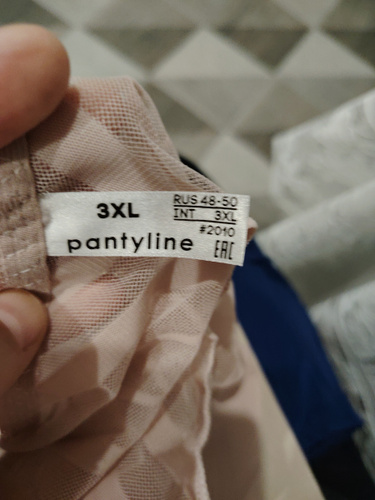 3XL
pantyline
RUS 48-50
INT 3XL
#2010
EAC